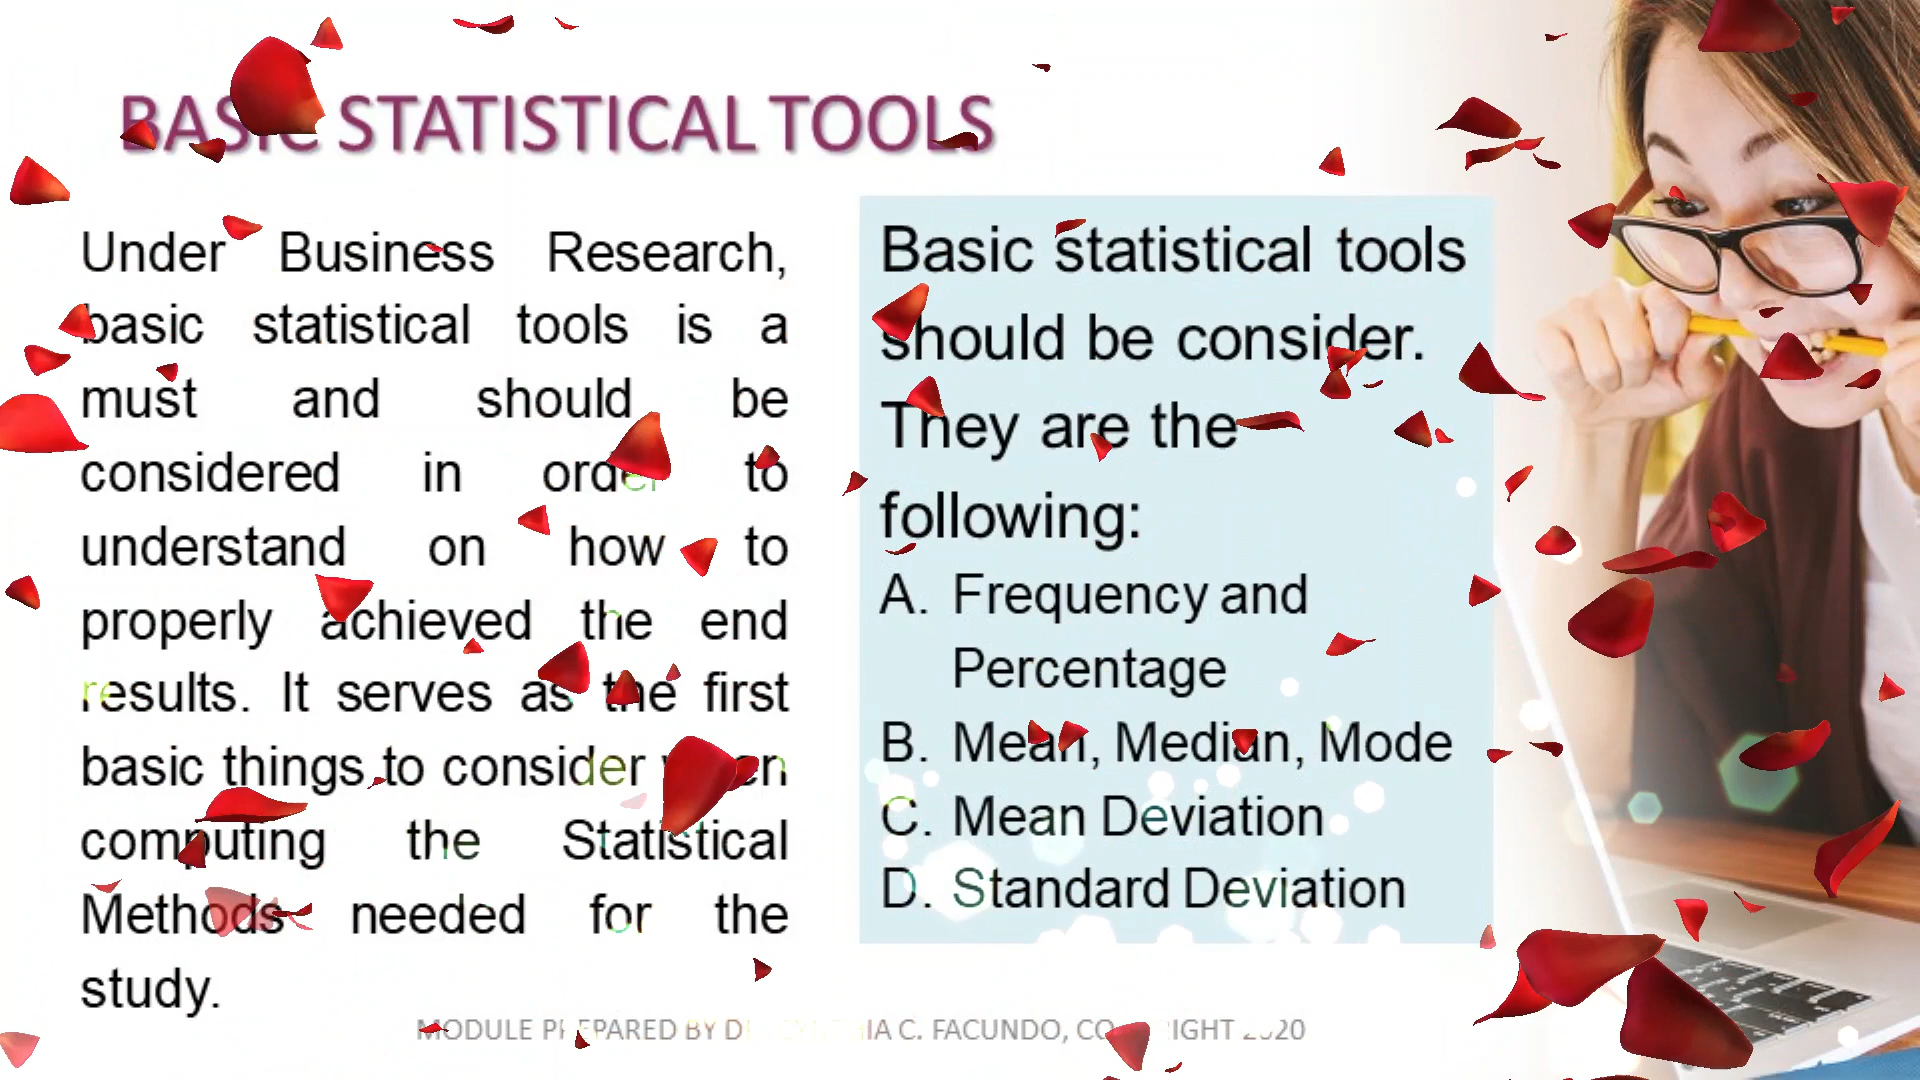 BASIC STATISTICAL TOOLS
Under Business Research,
basic statistical tools is a
must and should be
considered in order to
understand on how to
properly achieved the end
results. It serves as the first
basic things to consider when
computing the Statistical
Methods needed for the
study.
Basic statistical tools
should be consider.
They are the
following:
A. Frequency and
Percentage
B. Mean, Median, Mode
C. Mean Deviation
D. Standard Deviation
MODULE PREPARED BY C. FACUNDO, COPYRIGHT 2020